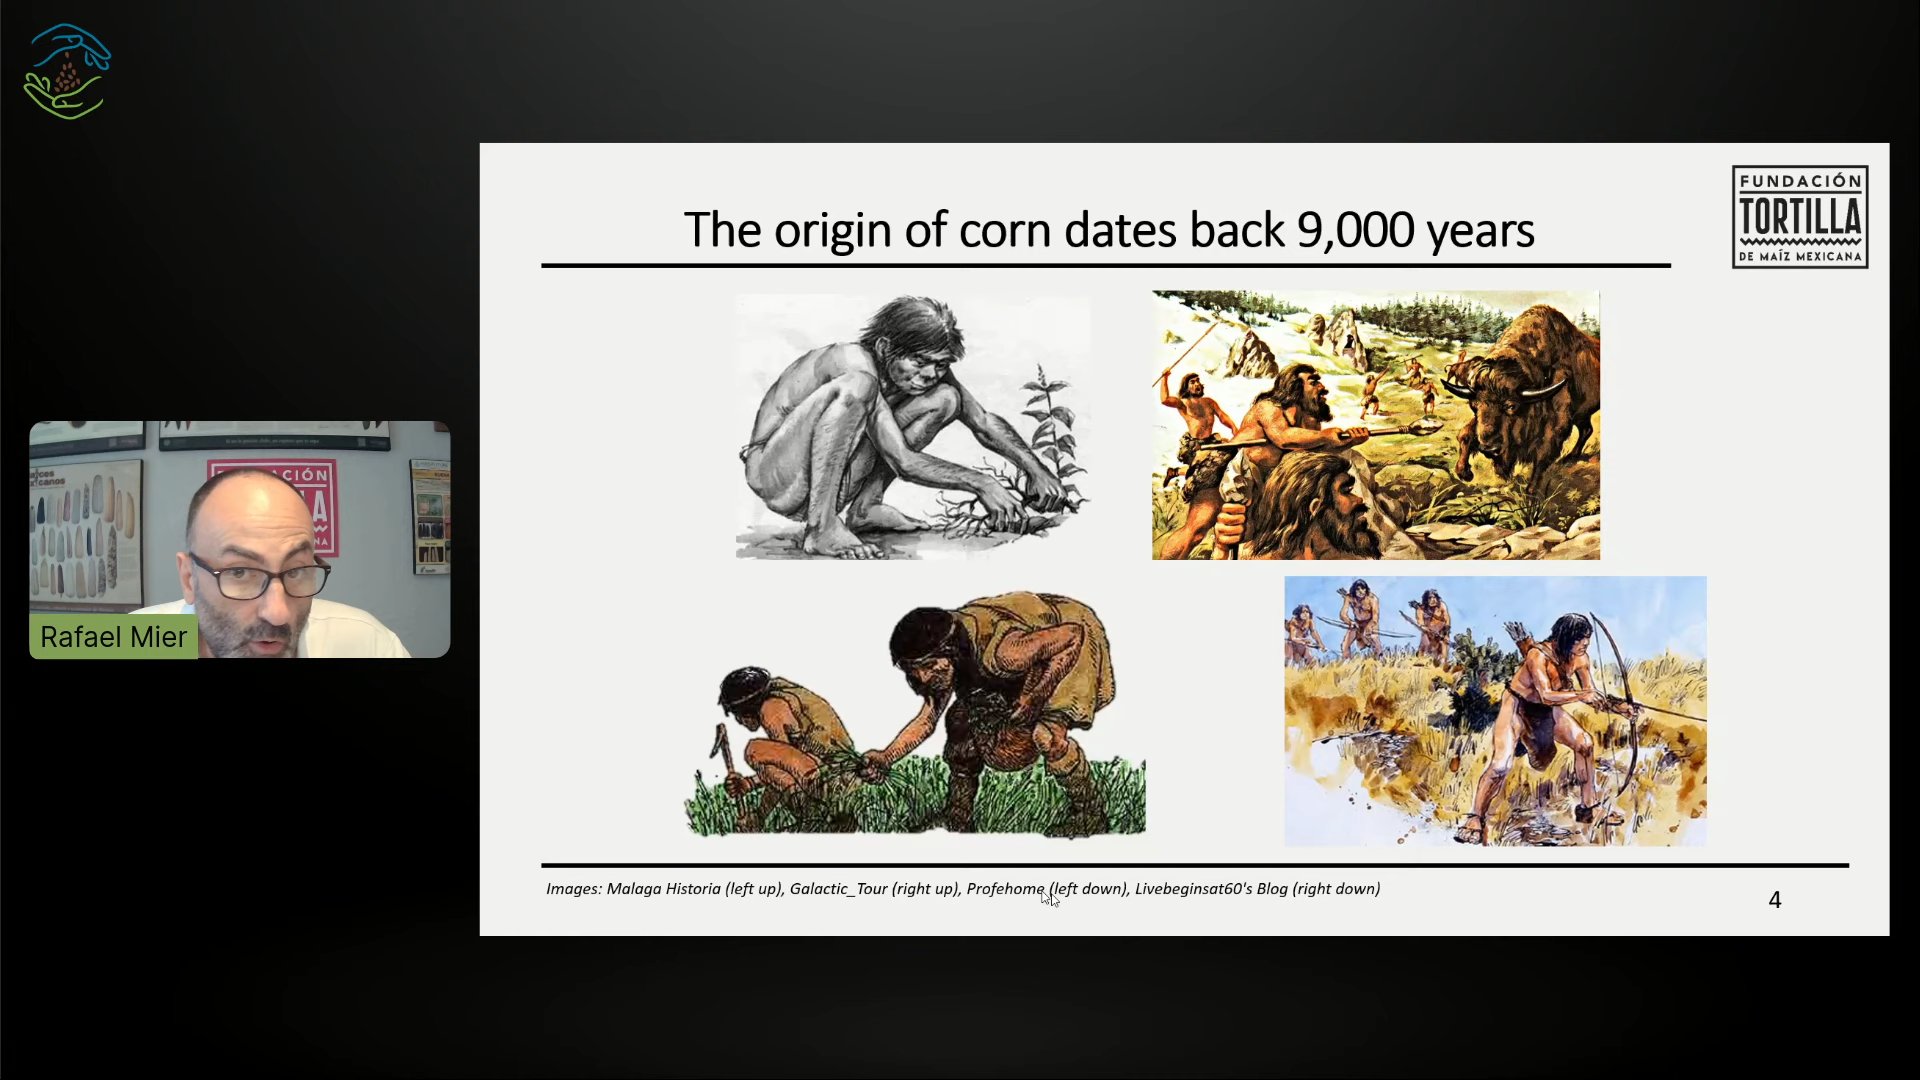 The origin of corn dates back 9,000 years
FUNDACIÓN
TORTILLA
DE MAÍZ MEXICANA
CIÓN
Rafael Mier
Images: Malaga Historia (left up), Galactic_Tour (right up), Profehome (left down), Livebeginsat60's Blog (right down)
4